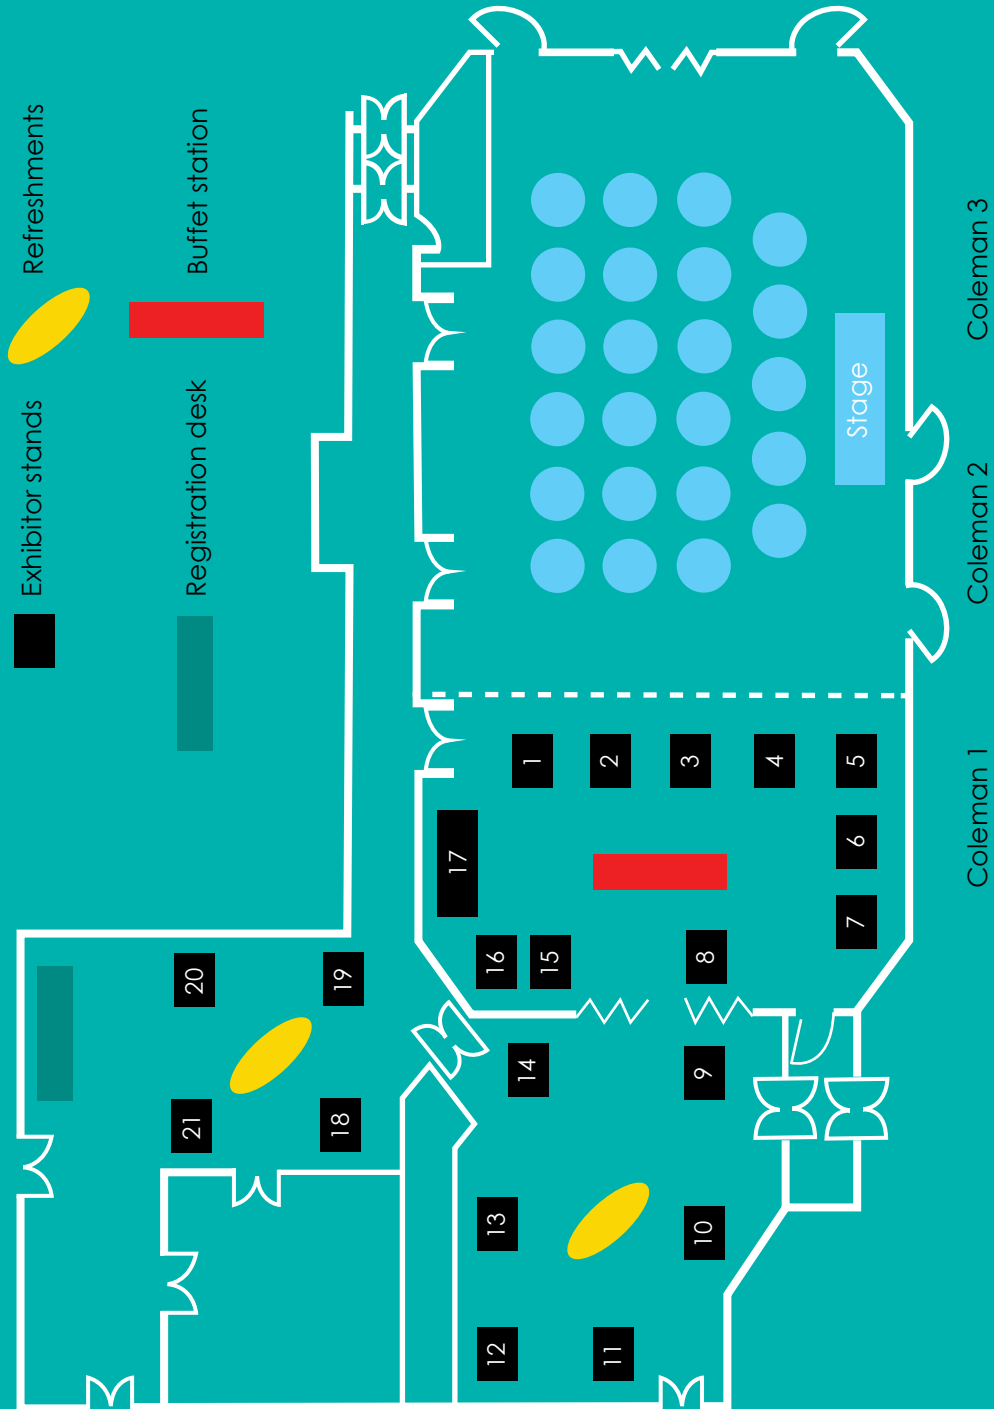 Exhibitor stands
Refreshments
Registration desk
Buffet station
20
21
19
18
17
16
15
14
13
12
1
2
11
3
8
9
10
4
5
6
7
Stage
Coleman 1
Coleman 2
Coleman 3